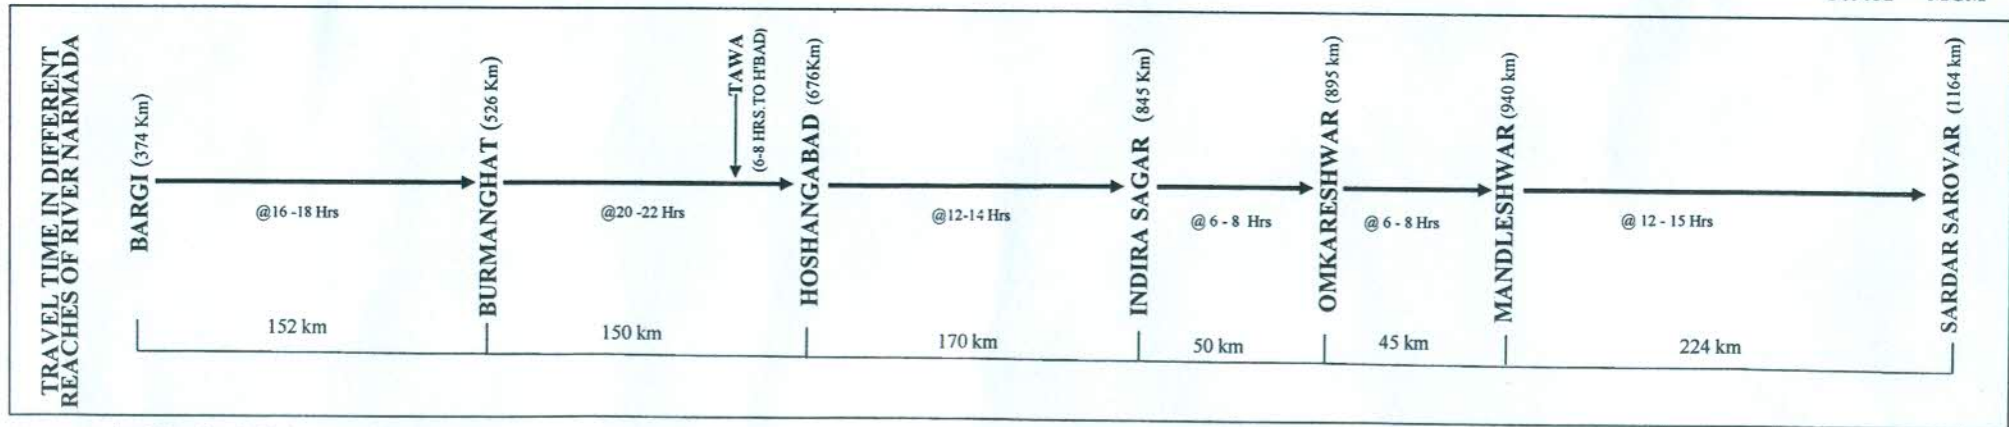 TRAVEL TIME IN DIFFERENT
REACHES OF RIVER NARMADA
BARGI (374 Km)
@16 -18 Hrs
152 km
BURMANGHAT (526 Km)
@20 -22 Hrs
150 km
TAWA
(6-8 HRS.TO H'BAD)
HOSHANGABAD (676Km)
@12-14 Hrs
170 km
INDIRA SAGAR (845 Km)
@ 6 - 8 Hrs
50 km
OMKARESHWAR (895 km)
@ 6 - 8 Hrs
45 km
MANDLESHWAR (940 km)
@ 12 - 15 Hrs
224 km
SARDAR SAROVAR (1164 km)